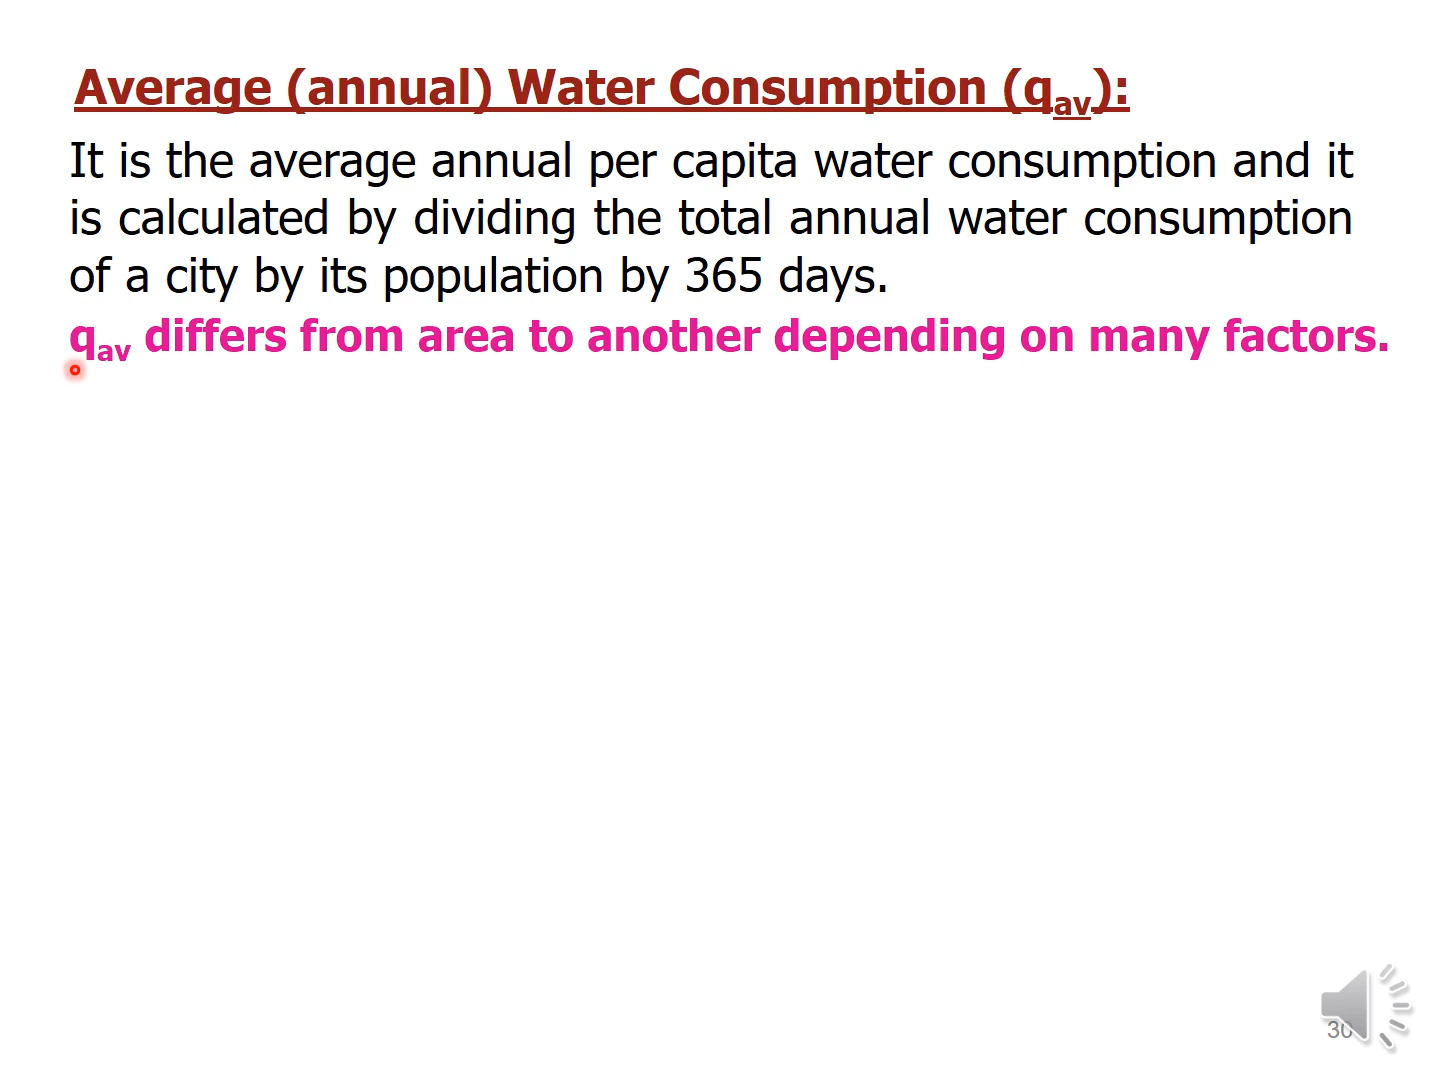 Average (annual) Water Consumption (qav):
It is the average annual per capita water consumption and it
is calculated by dividing the total annual water consumption
of a city by its population by 365 days.
qav differs from area to another depending on many factors.
30